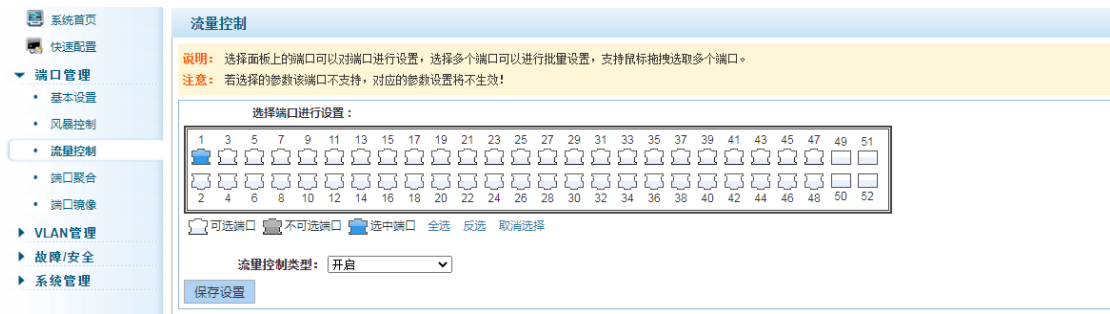 系统首页
快速配置
端口管理
基本设置
风暴控制
流量控制
端口聚合
端口镜像
VLAN管理
故障/安全
系统管理
流量控制
说明： 选择面板上的端口可以对端口进行设置，选择多个端口可以进行批量设置，支持鼠标拖拽选取多个端口。
注意： 若选择的参数该端口不支持，对应的参数设置将不生效！
选择端口进行设置：
1 3 5 7 9 11 13 15 17 19 21 23 25 27 29 31 33 35 37 39 41 43 45 47 49 51
2 4 6 8 10 12 14 16 18 20 22 24 26 28 30 32 34 36 38 40 42 44 46 48 50 52
可选端口 不可选端口 选中端口 全选 反选 取消选择
流量控制类型： 开启
保存设置